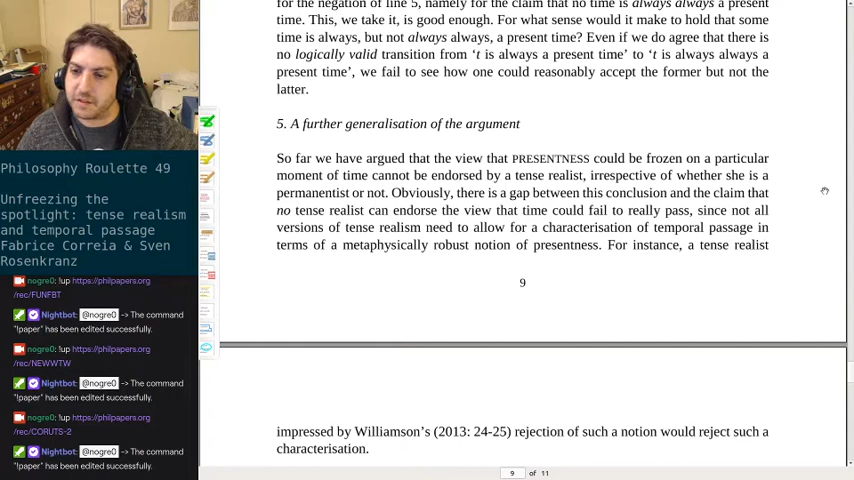 for the negation of line 5, namely for the claim that no time is always always a present
time. This, we take it, is good enough. For what sense would it make to hold that some
time is always, but not always always, a present time? Even if we do agree that there is
no logically valid transition from ‘t is always a present time’ to ‘t is always always a
present time’, we fail to see how one could reasonably accept the former but not the
latter.
5. A further generalisation of the argument
So far we have argued that the view that PRESENTNESS could be frozen on a particular
moment of time cannot be endorsed by a tense realist, irrespective of whether she is a
permanentist or not. Obviously, there is a gap between this conclusion and the claim that
no tense realist can endorse the view that time could fail to really pass, since not all
versions of tense realism need to allow for a characterisation of temporal passage in
terms of a metaphysically robust notion of presentness. For instance, a tense realist
9
impressed by Williamson’s (2013: 24-25) rejection of such a notion would reject such a
characterisation.
9 of 11
Philosophy Roulette 49
Unfreezing the
spotlight: tense realism
and temporal passage
Fabrice Correia & Sven
Rosenkranz
nogre0: !up https://philpapers.org
/rec/FUNFBT
Nightbot: @nogre0 -> The command
"!paper" has been edited successfully.
nogre0: !up https://philpapers.org
/rec/NEWWTW
Nightbot: @nogre0 -> The command
"!paper" has been edited successfully.
nogre0: !up https://philpapers.org
/rec/CORUTS-2
Nightbot: @nogre0 -> The command
"!paper" has been edited successfully.